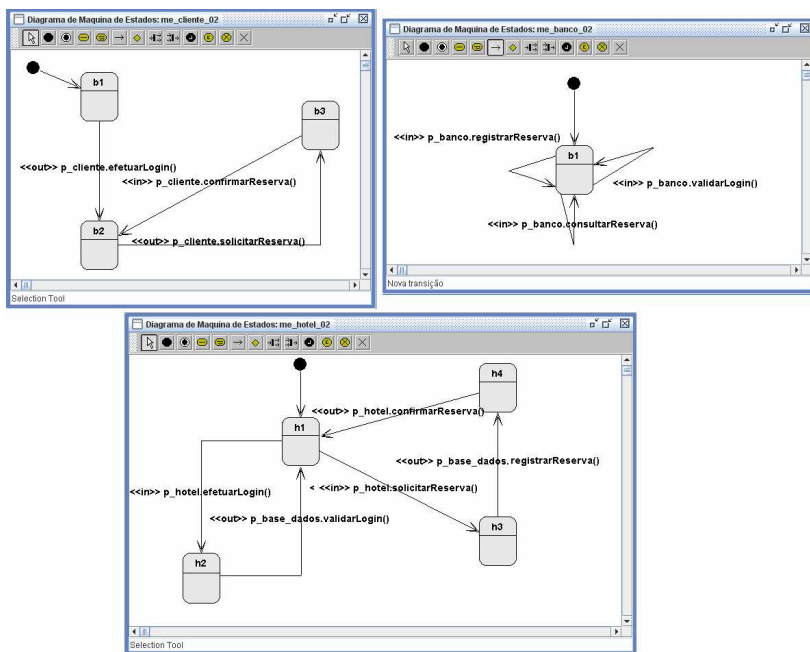 Diagrama de Maquina de Estados: me_cliente_02
b1
b3
<<out>> p_cliente.efetuarLogin()
<<in>> p_cliente.confirmarReserva()
b2
<<out>> p_cliente.solicitarReserva()
Selection Tool
Diagrama de Maquina de Estados: me_banco_02
<<in>> p_banco.registrarReserva()
b1
<<in>> p_banco.validarLogin()
<<in>> p_banco.consultarReserva()
Nova transição
Diagrama de Maquina de Estados: me_hotel_02
h4
<<out>> p_hotel.confirmarReserva()
h1
<<out>> p_base_dados.registrarReserva()
<<in>> p_hotel.efetuarLogin()
< <<in>> p_hotel.solicitarReserva()
<<out>> p_base_dados.validarLogin()
h3
h2
Selection Tool